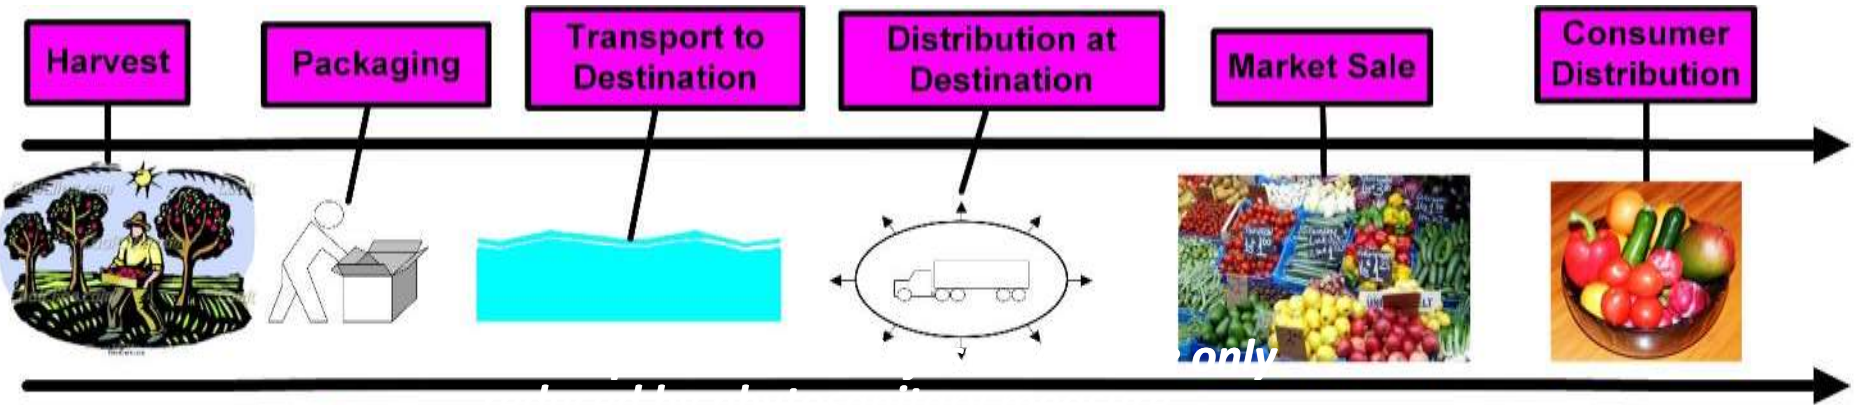 Harvest
Packaging
Transport to
Destination
Distribution at
Destination
Market Sale
Consumer
Distribution
only